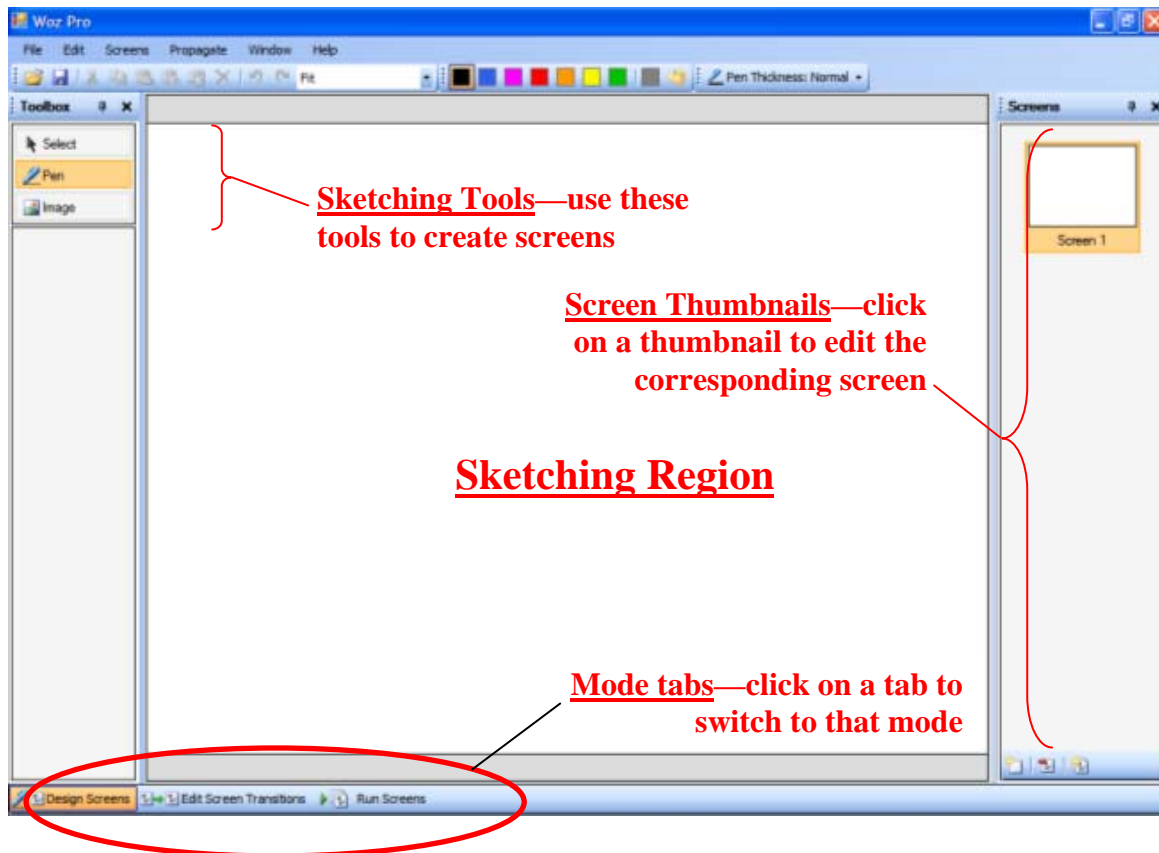 Woz Pro
File Edit Screens Propagate Window Help
Fit Pen Thickness: Normal
Toolbox
Screens
Select
Pen
Image
Sketching Tools—use these
tools to create screens
Screen 1
Screen Thumbnails—click
on a thumbnail to edit the
corresponding screen
Sketching Region
Mode tabs—click on a tab to
switch to that mode
Design Screens Edit Screen Transitions Run Screens